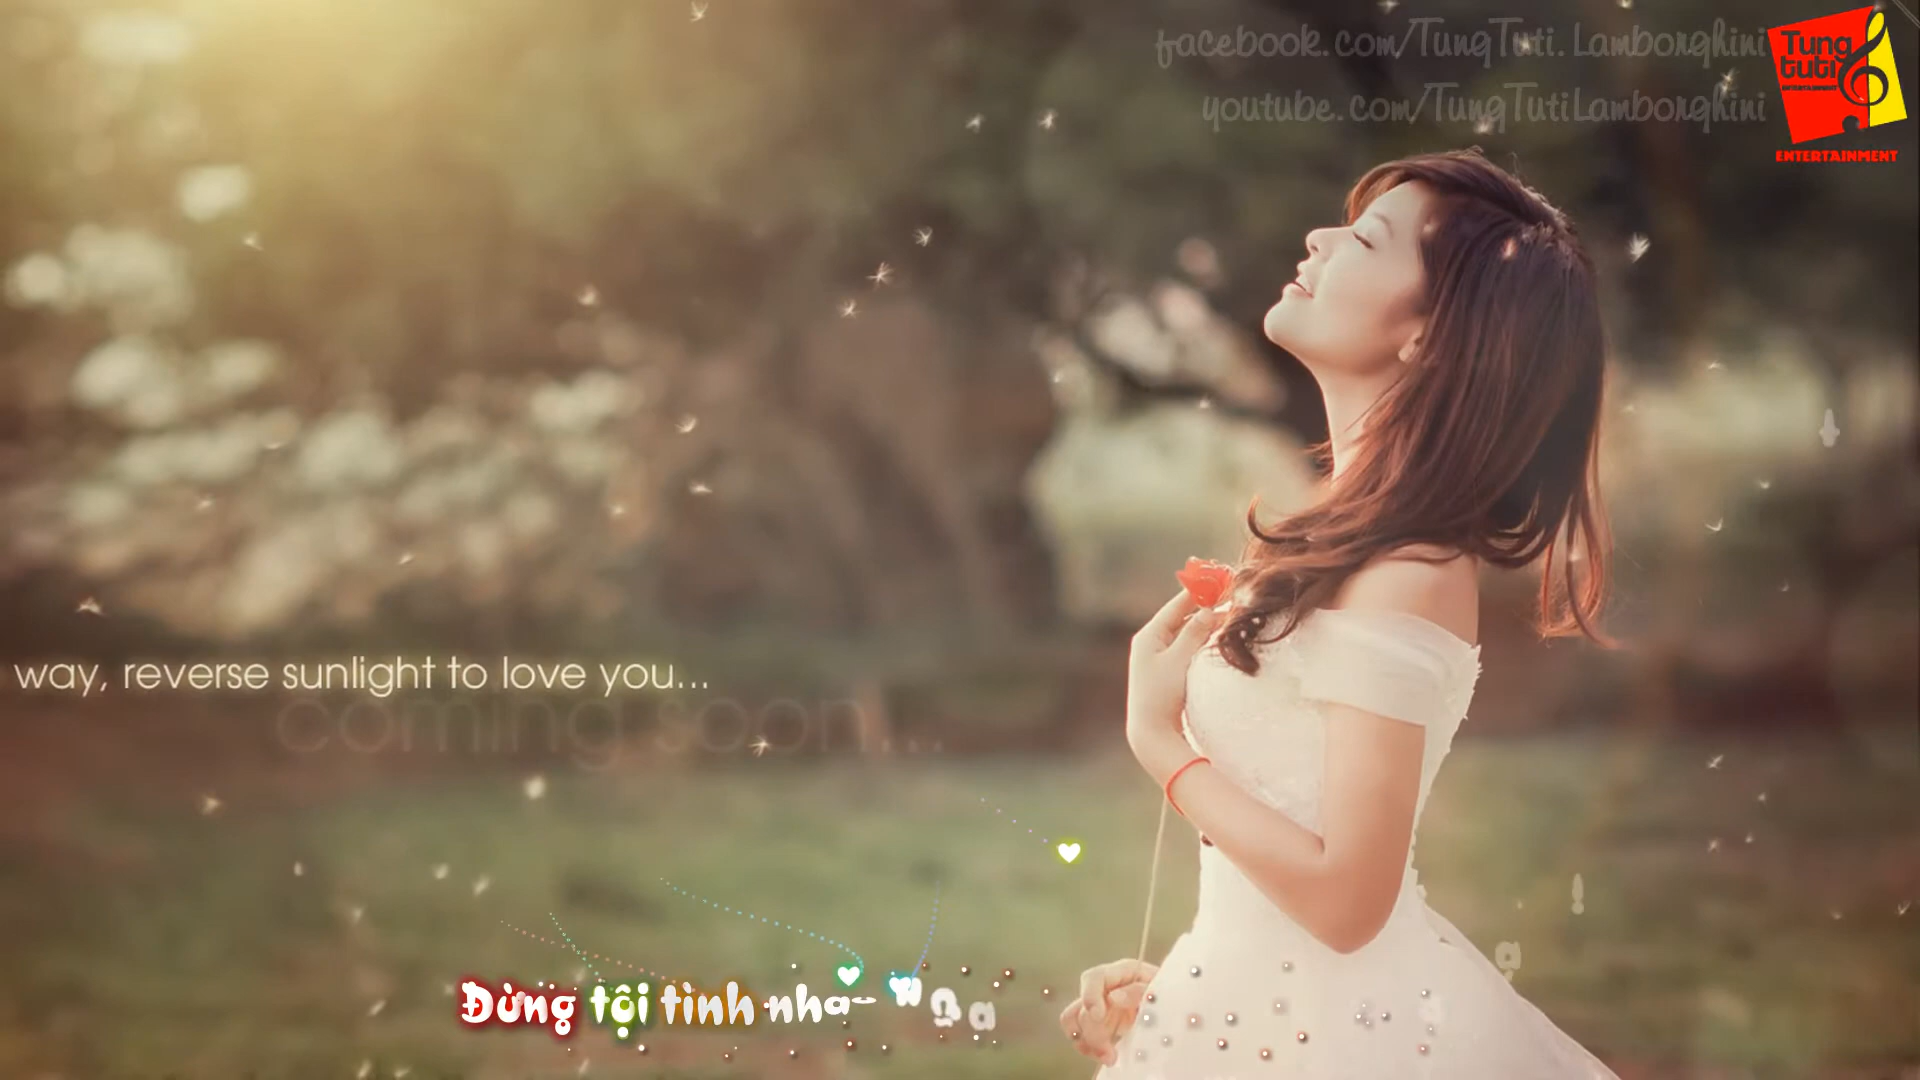 facebook.com/TungTuti.Lamborghini
youtube.com/TungTutiLamborghini
Tung
tuti
ENTERTAINMENT
ENTERTAINMENT
way, reverse sunlight to love you...
coming soon...
Đừng tội tình nha